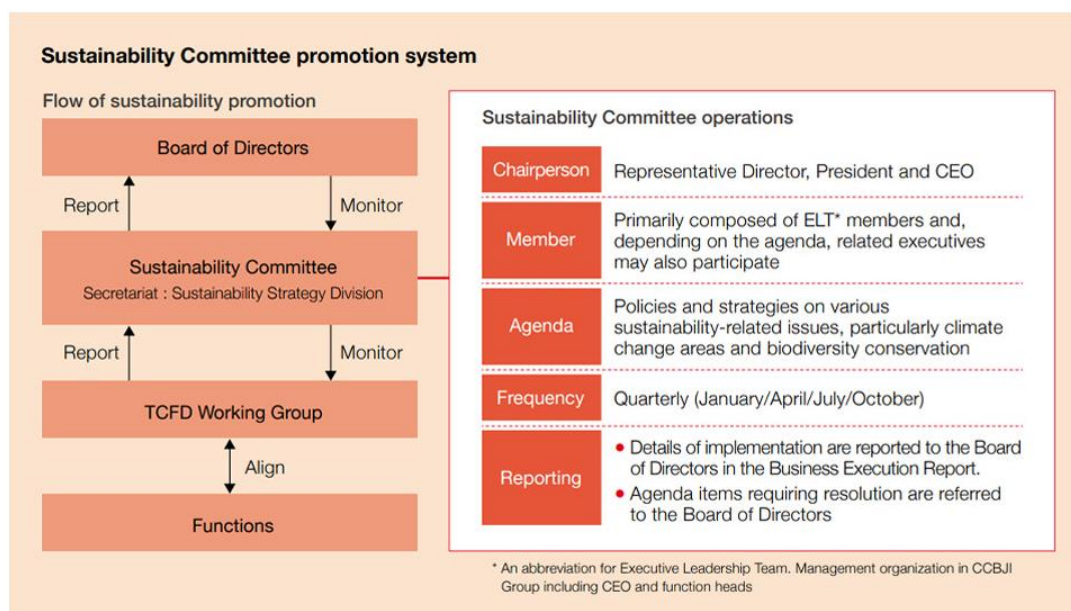 Sustainability Committee promotion system
Flow of sustainability promotion
Board of Directors
Report
Monitor
Sustainability Committee
Secretariat : Sustainability Strategy Division
Report
Monitor
TCFD Working Group
Align
Functions
Sustainability Committee operations
Chairperson
Representative Director, President and CEO
Member
Primarily composed of ELT* members and,
depending on the agenda, related executives
may also participate
Agenda
Policies and strategies on various
sustainability-related issues, particularly climate
change areas and biodiversity conservation
Frequency
Quarterly (January/April/July/October)
Reporting
● Details of implementation are reported to the Board
of Directors in the Business Execution Report.
● Agenda items requiring resolution are referred
to the Board of Directors
* An abbreviation for Executive Leadership Team. Management organization in CCBJI
Group including CEO and function heads